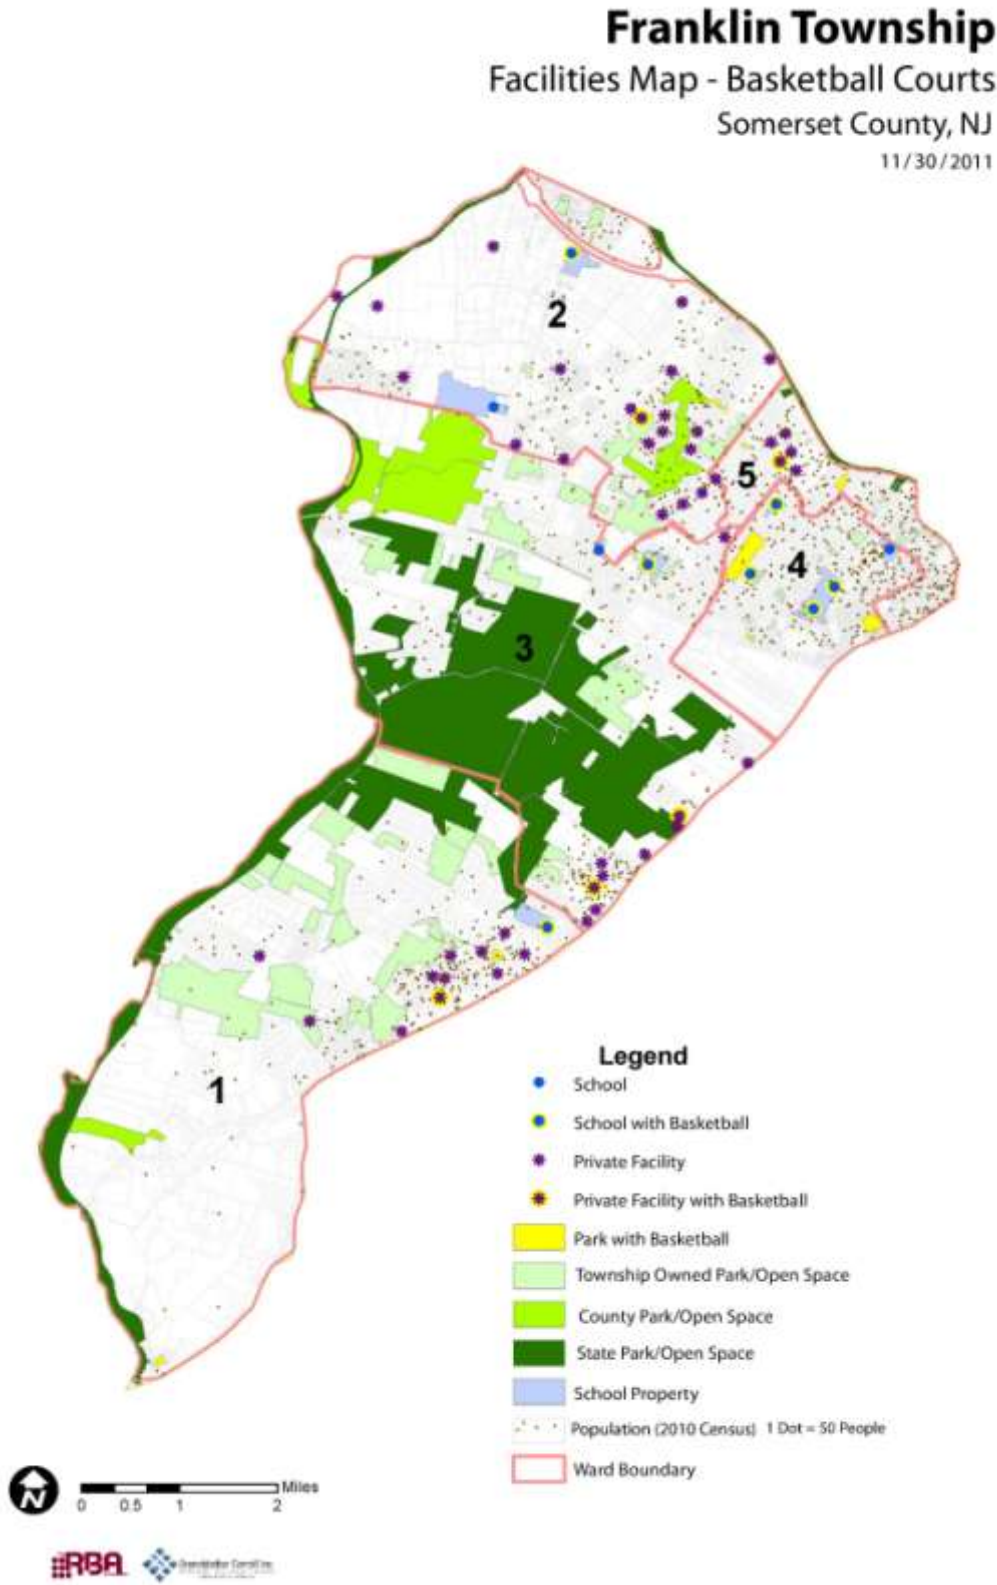 Franklin Township
Facilities Map - Basketball Courts
Somerset County, NJ
11/30/2011
2
5
4
3
1
Legend
School
School with Basketball
Private Facility
Private Facility with Basketball
Park with Basketball
Township Owned Park/Open Space
County Park/Open Space
State Park/Open Space
School Property
Population (2010 Census) 1 Dot = 50 People
Ward Boundary
N
Miles
0 0.5 1 2
RBA